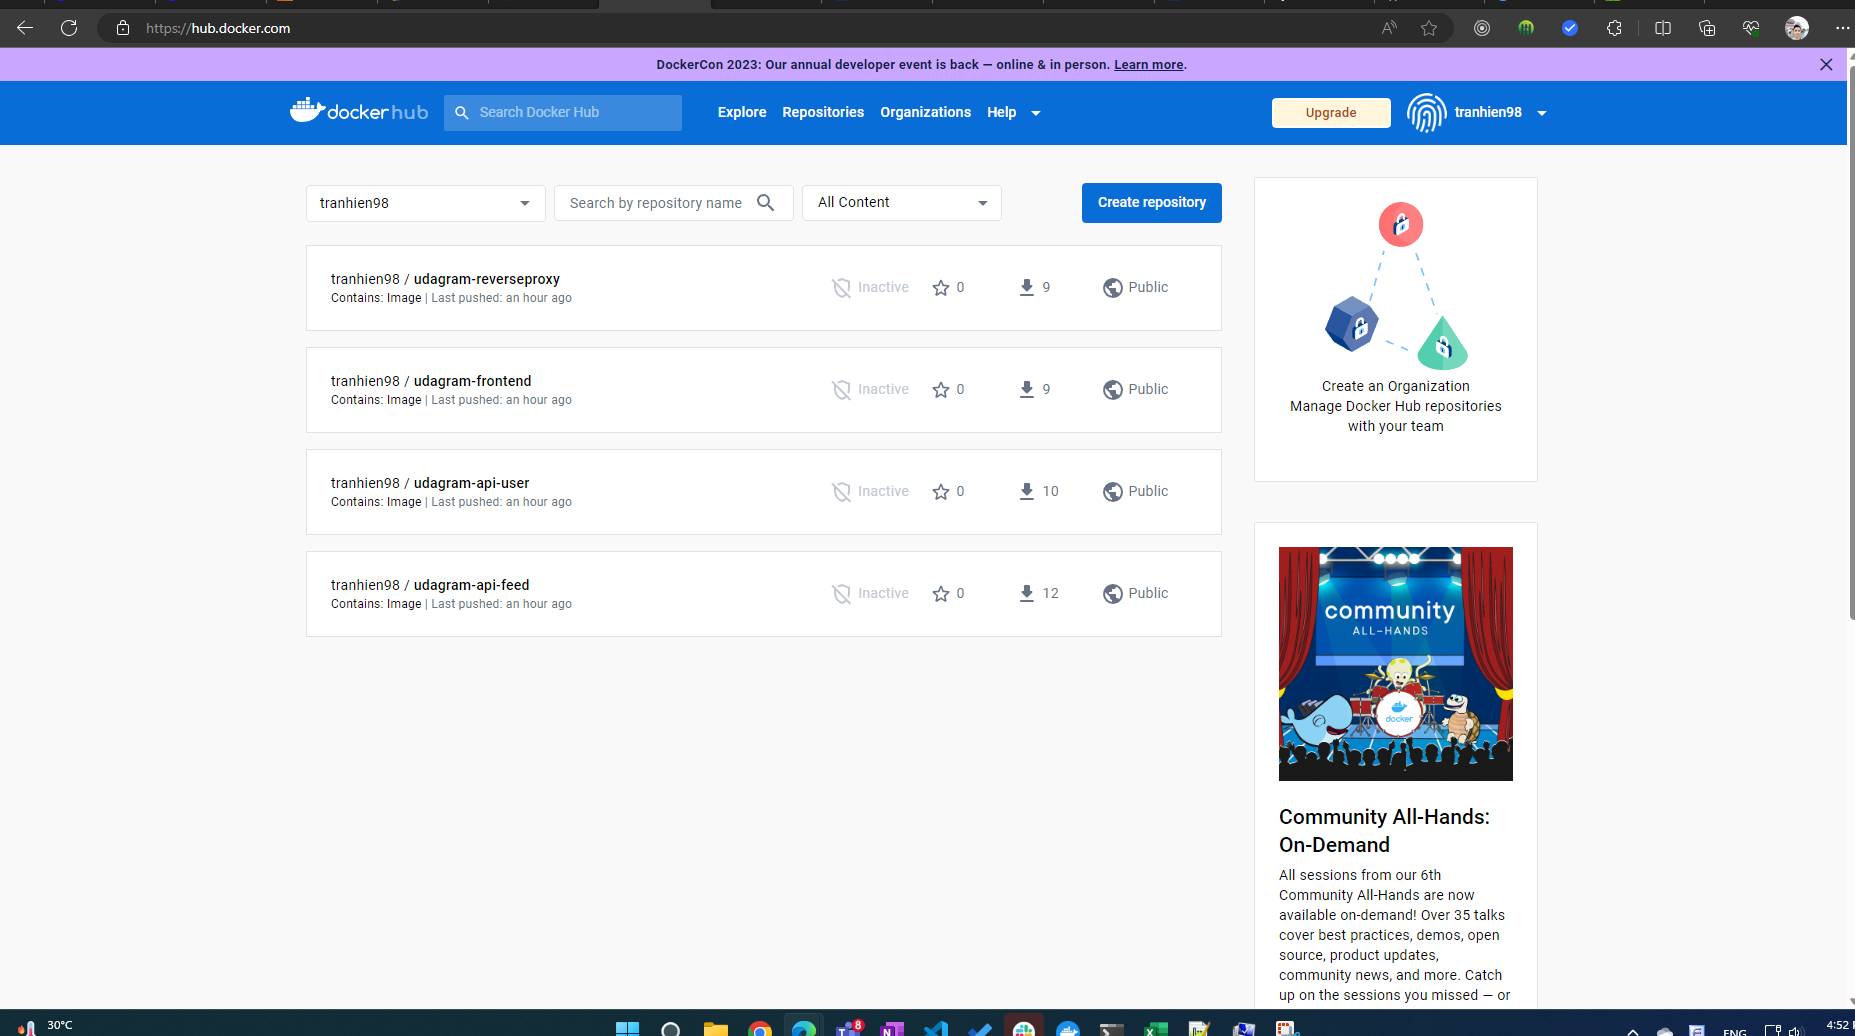 https://hub.docker.com
DockerCon 2023: Our annual developer event is back — online & in person. Learn more.
docker hub
Search Docker Hub
Explore
Repositories
Organizations
Help
Upgrade
tranhien98
tranhien98
Search by repository name
All Content
Create repository
tranhien98 / udagram-reverseproxy
Contains: Image | Last pushed: an hour ago
Inactive
0
9
Public
tranhien98 / udagram-frontend
Contains: Image | Last pushed: an hour ago
Inactive
0
9
Public
tranhien98 / udagram-api-user
Contains: Image | Last pushed: an hour ago
Inactive
0
10
Public
tranhien98 / udagram-api-feed
Contains: Image | Last pushed: an hour ago
Inactive
0
12
Public
Create an Organization
Manage Docker Hub repositories
with your team
community
ALL-HANDS
docker
Community All-Hands:
On-Demand
All sessions from our 6th
Community All-Hands are now
available on-demand! Over 35 talks
cover best practices, demos, open
source, product updates,
community news, and more. Catch
up on the sessions you missed — or
30°C
8
ENG
4:52